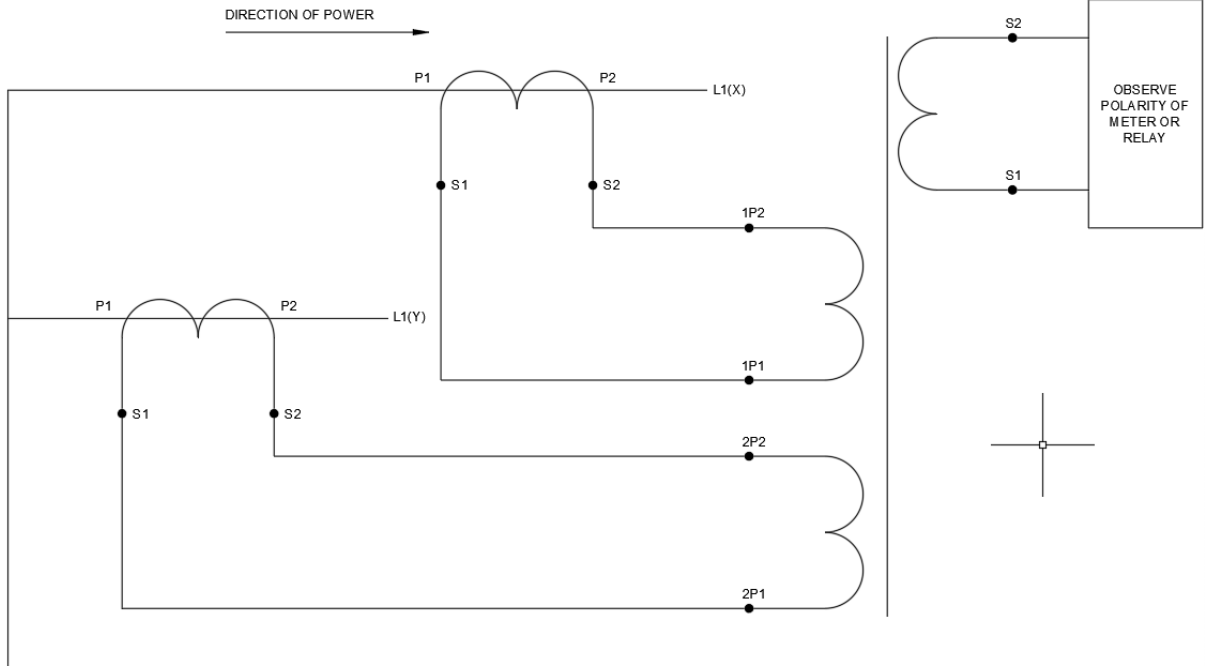 DIRECTION OF POWER
S2
P1
P2
L1(X)
OBSERVE
POLARITY OF
METER OR
RELAY
S1
S2
S1
1P2
P1
P2
L1(Y)
1P1
S1
S2
2P2
2P1